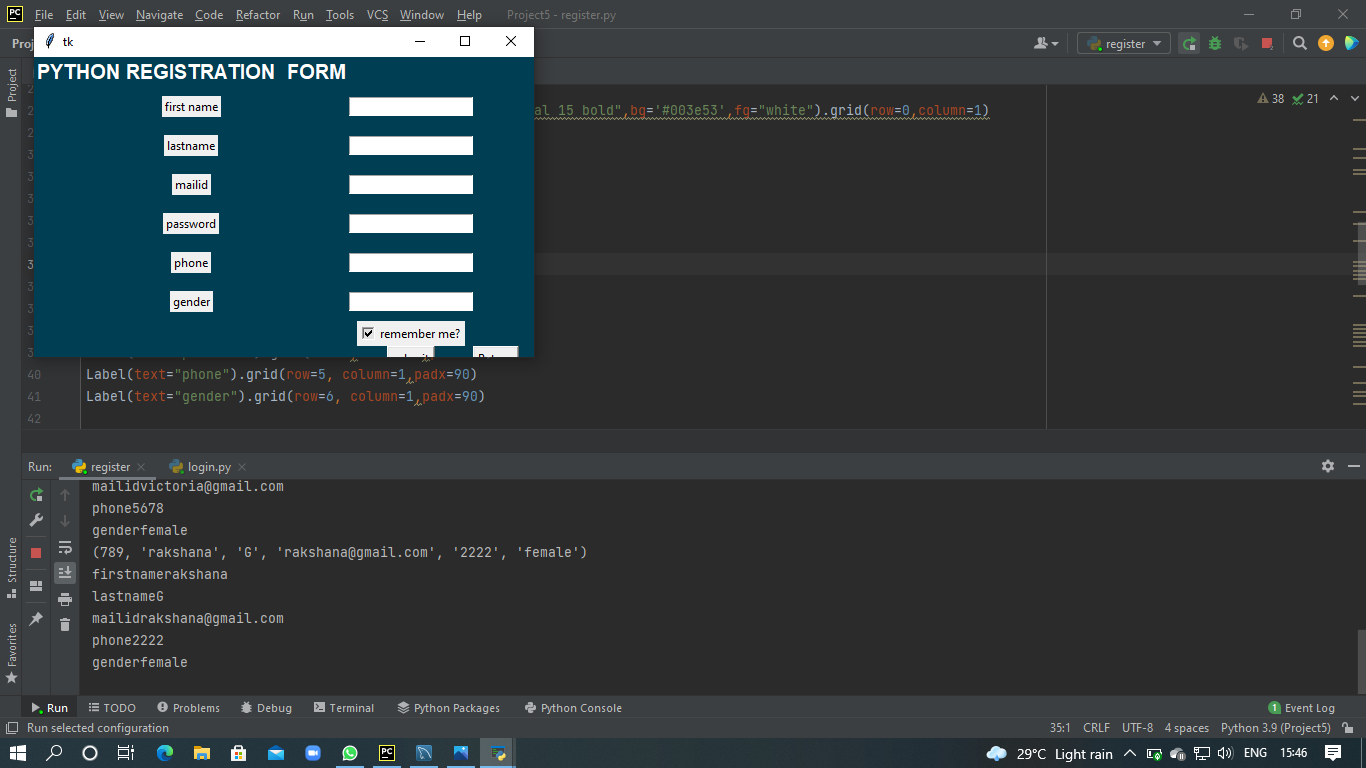 PC File Edit View Navigate Code Refactor Run Tools VCS Window Help Project5 - register.py
tk
register
PYTHON REGISTRATION  FORM
first name
lastname
mailid
password
phone
gender
remember me?
al 15 bold",bg='#003e53',fg="white").grid(row=0,column=1)
38 21
40 Label(text="phone").grid(row=5, column=1,padx=90)
41 Label(text="gender").grid(row=6, column=1,padx=90)
42
Project
Structure
Favorites
Run: register login.py
mailidvictoria@gmail.com
phone5678
genderfemale
(789, 'rakshana', 'G', 'rakshana@gmail.com', '2222', 'female')
firstnamerakshana
lastnameG
mailidrakshana@gmail.com
phone2222
genderfemale
Run TODO Problems Debug Terminal Python Packages Python Console 1 Event Log
Run selected configuration 35:1 CRLF UTF-8 4 spaces Python 3.9 (Project5)
29°C Light rain ENG 15:46